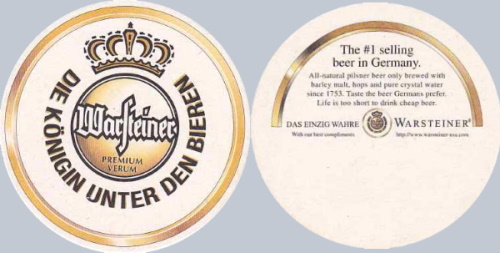 DIE KÖNIGIN UNTER DEN BIEREN
Warsteiner
PREMIUM
VERUM
The #1 selling
beer in Germany.
All-natural pilsner beer only brewed with
barley malt, hops and pure crystal water
since 1753. Taste the beer Germans prefer.
Life is too short to drink cheap beer.
DAS EINZIG WAHRE WARSTEINER®
With our best compliments http://www.warsteiner-usa.com